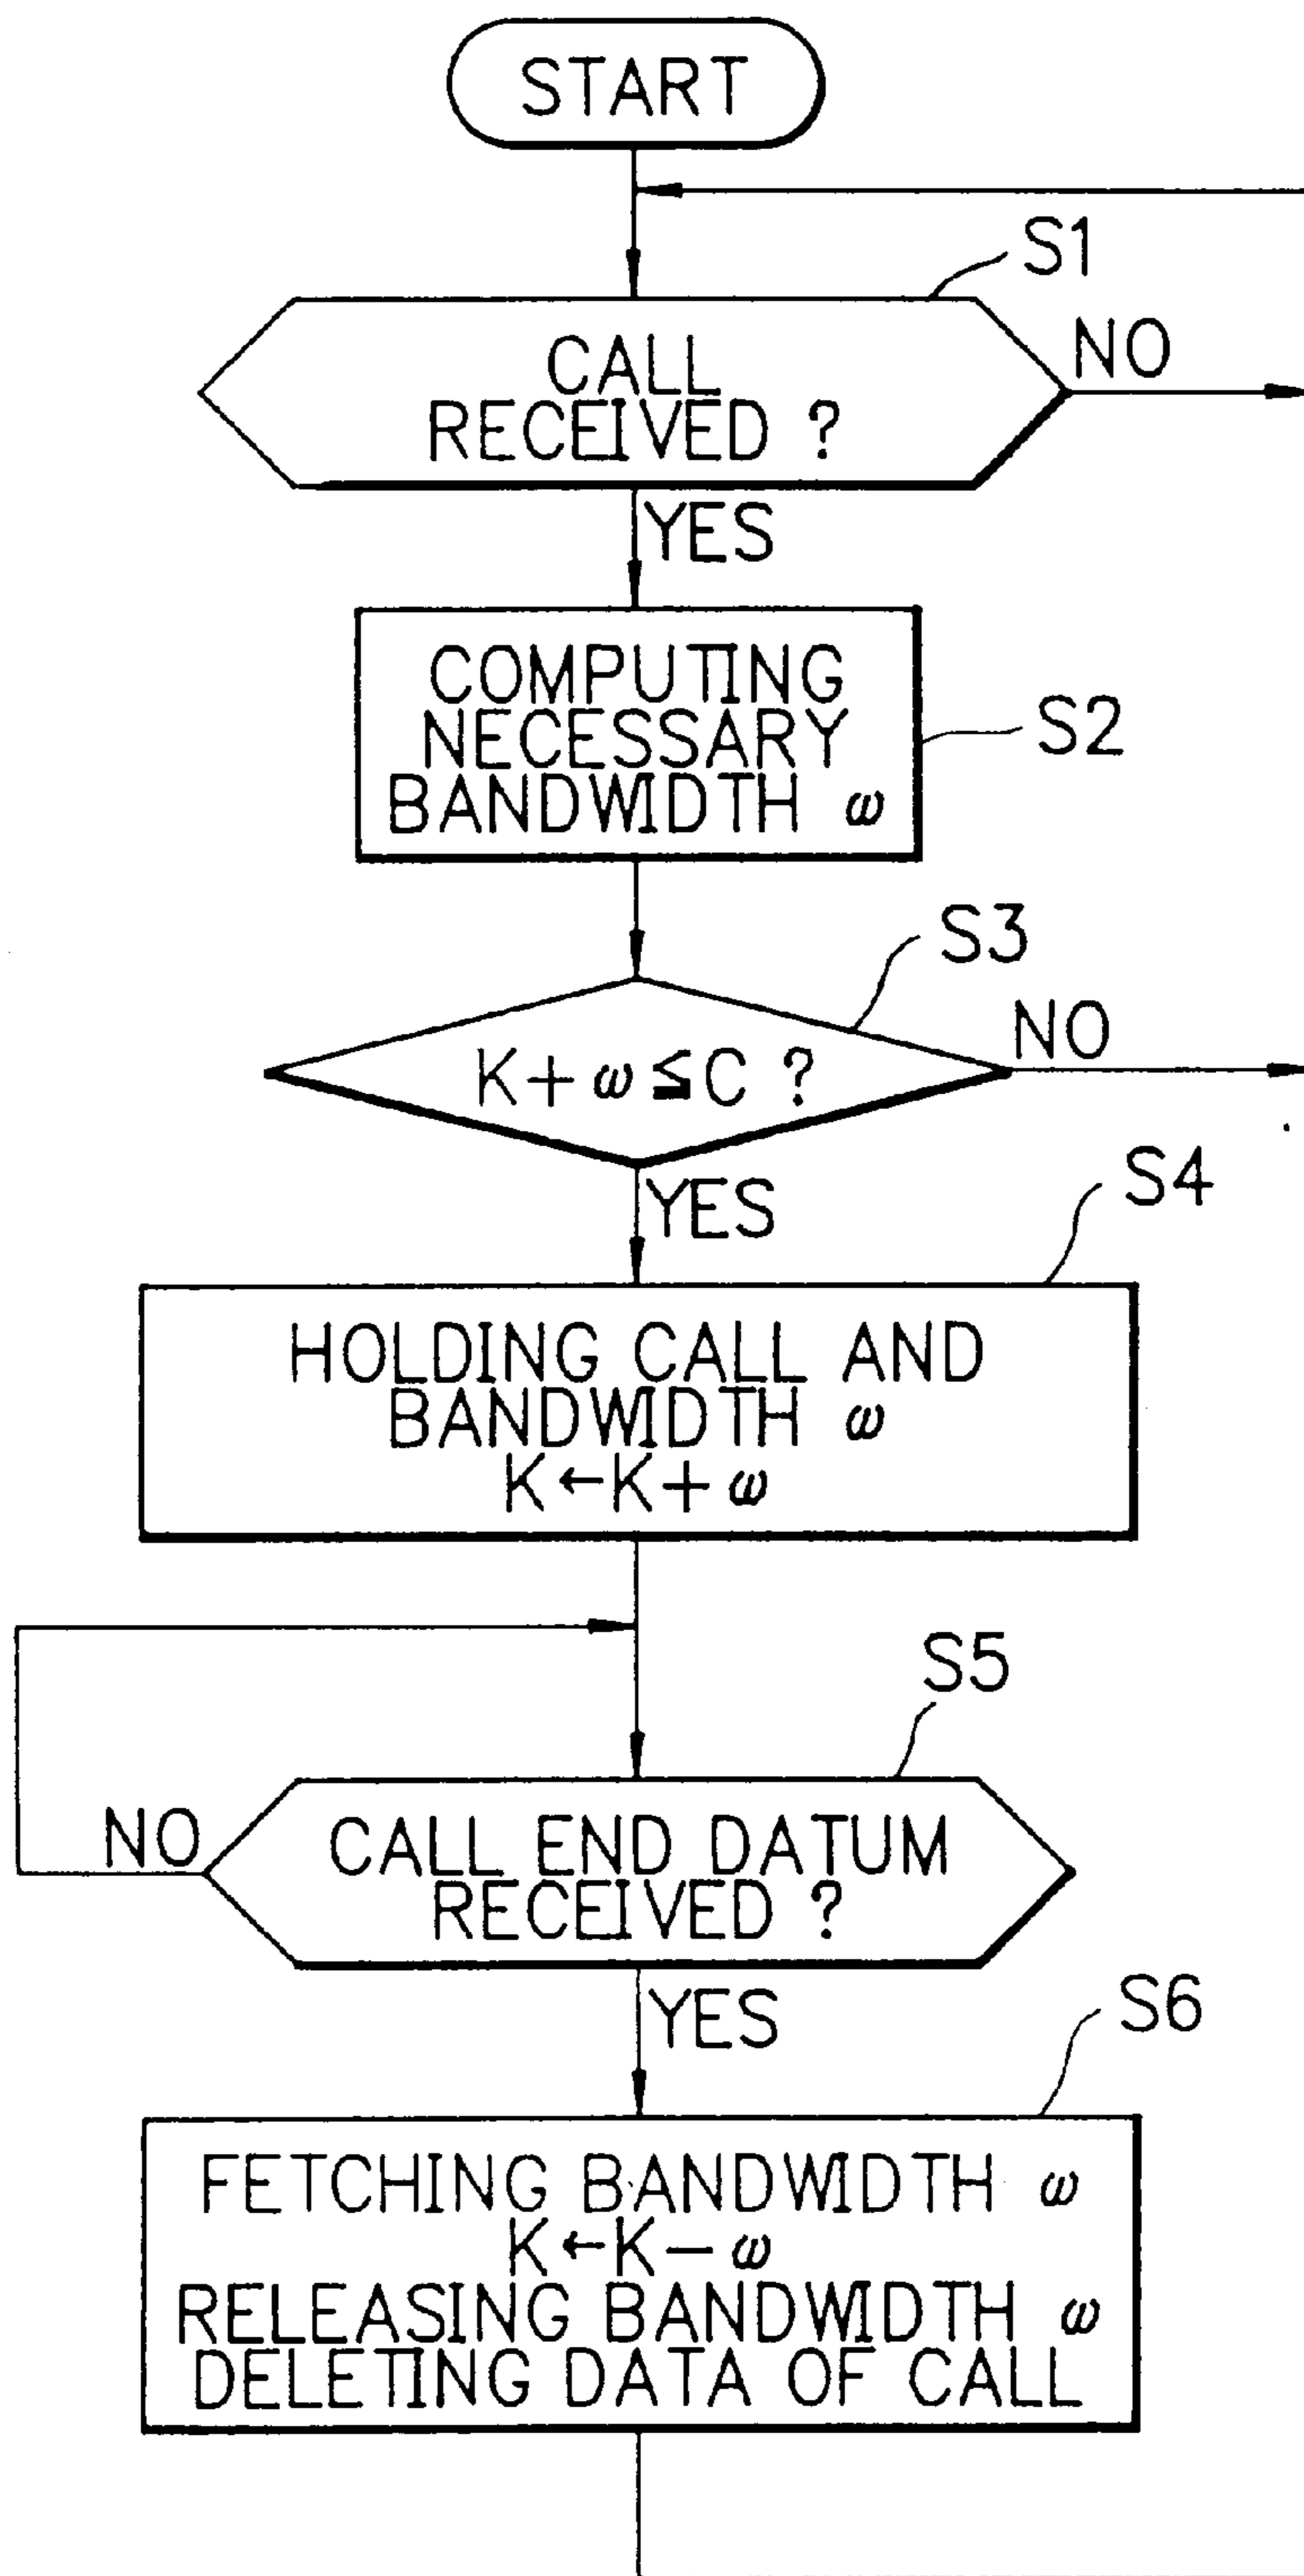 START
S1
CALL
RECEIVED ?
NO
YES
COMPUTING
NECESSARY
BANDWIDTH ω
S2
S3
K+ω≦C ?
NO
YES
S4
HOLDING CALL AND
BANDWIDTH ω
K←K+ω
S5
NO
CALL END DATUM
RECEIVED ?
YES
S6
FETCHING BANDWIDTH ω
K←K−ω
RELEASING BANDWIDTH ω
DELETING DATA OF CALL